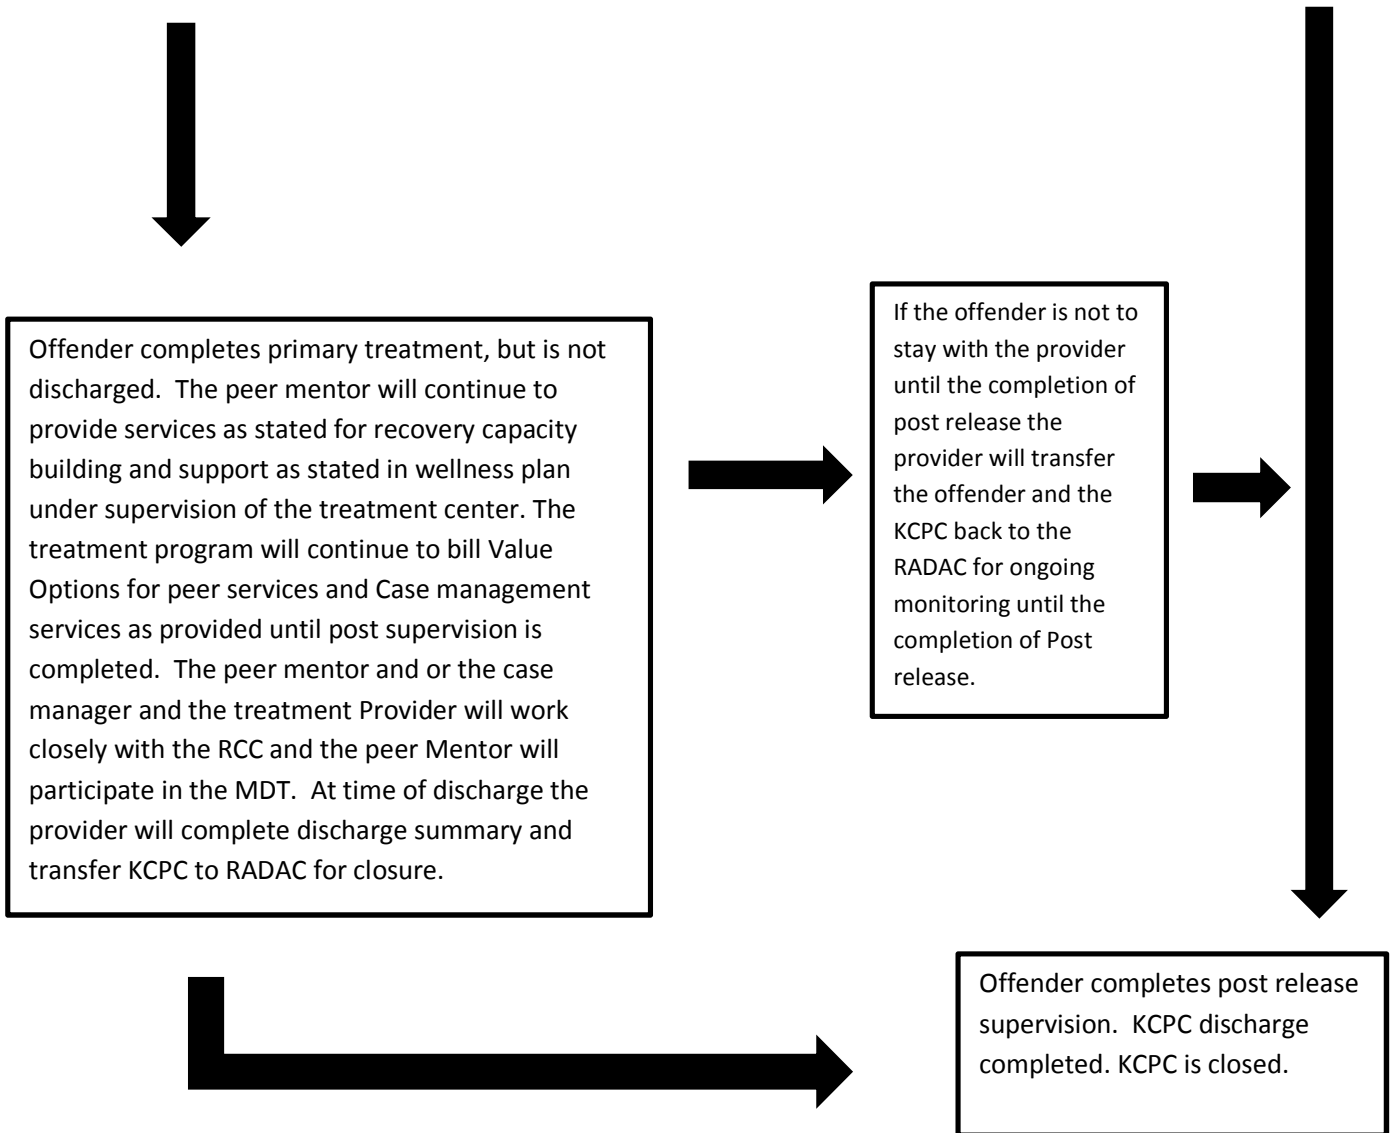 Offender completes primary treatment, but is not
discharged.  The peer mentor will continue to
provide services as stated for recovery capacity
building and support as stated in wellness plan
under supervision of the treatment center. The
treatment program will continue to bill Value
Options for peer services and Case management
services as provided until post supervision is
completed.  The peer mentor and or the case
manager and the treatment Provider will work
closely with the RCC and the peer Mentor will
participate in the MDT.  At time of discharge the
provider will complete discharge summary and
transfer KCPC to RADAC for closure.
If the offender is not to
stay with the provider
until the completion of
post release the
provider will transfer
the offender and the
KCPC back to the
RADAC for ongoing
monitoring until the
completion of Post
release.
Offender completes post release
supervision.  KCPC discharge
completed. KCPC is closed.